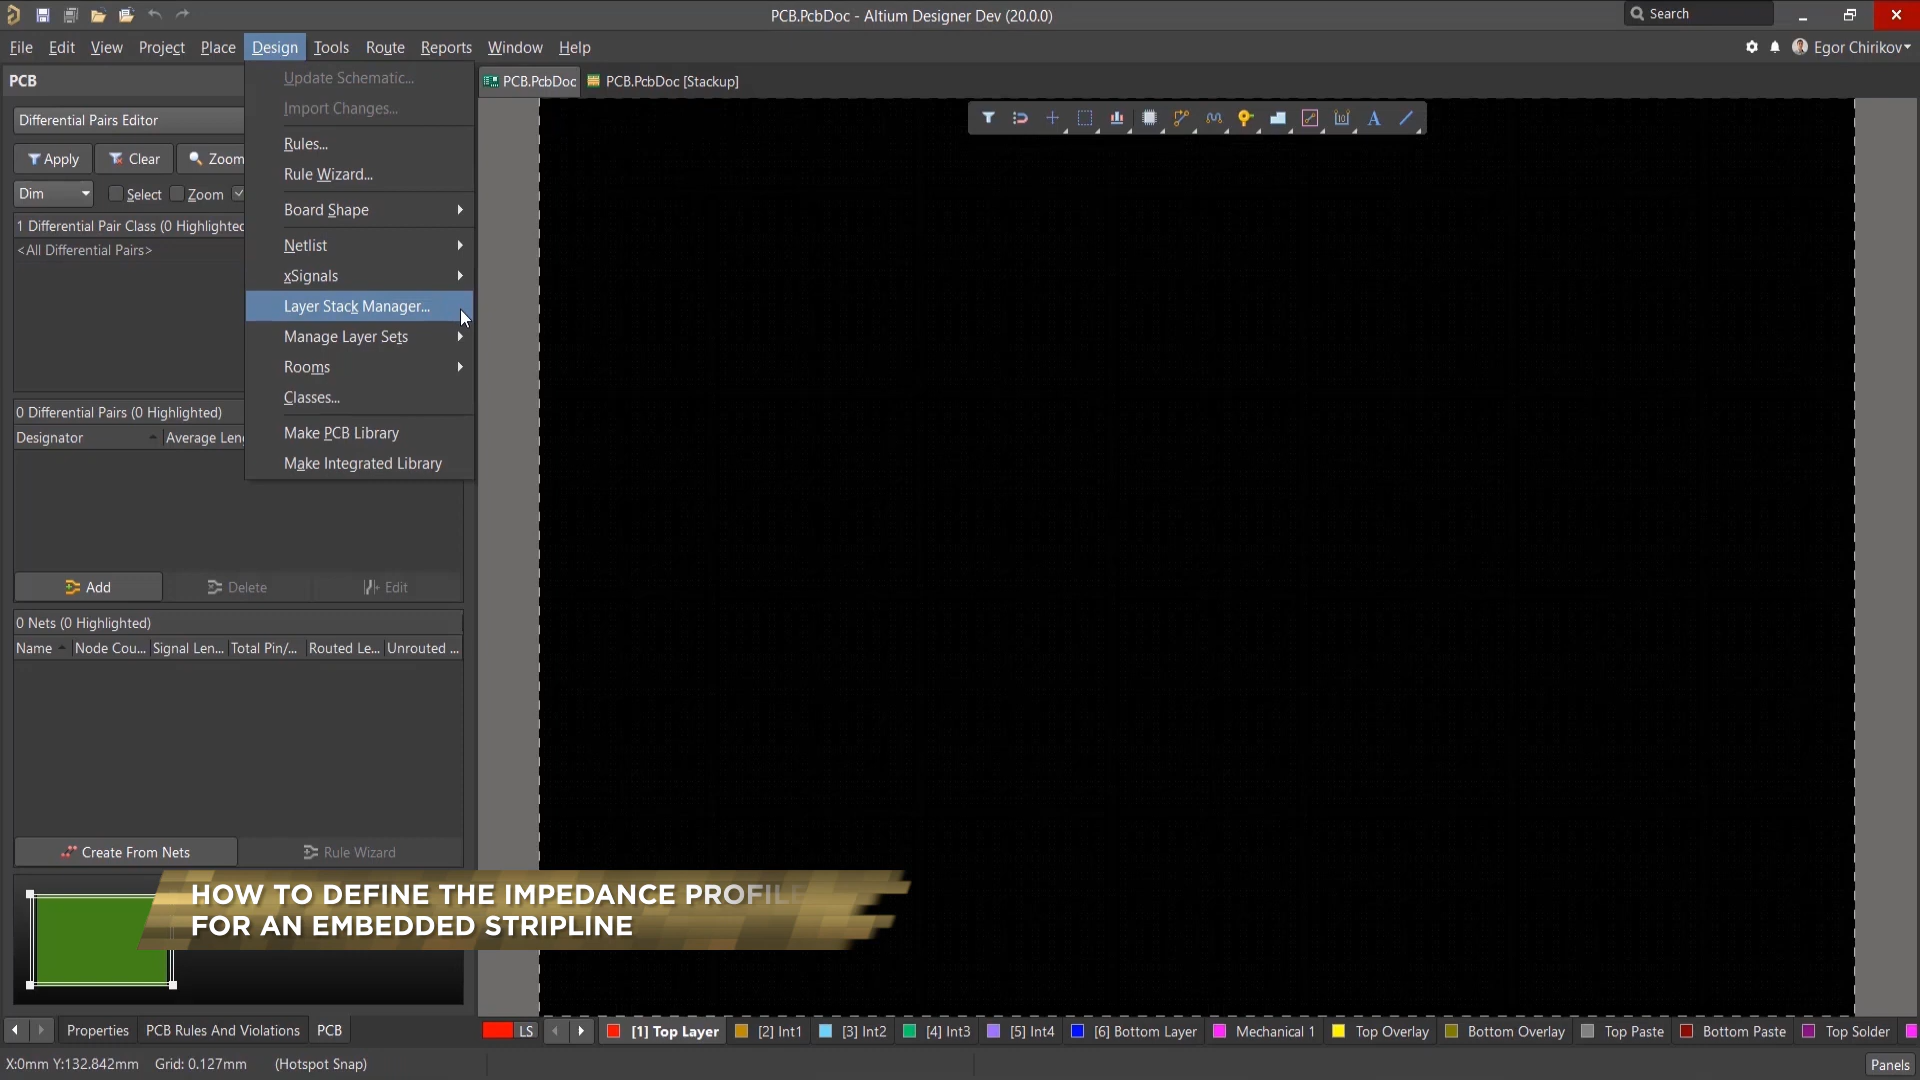 PCB.PcbDoc - Altium Designer Dev (20.0.0)
Search
File Edit View Project Place Design Tools Route Reports Window Help
Egor Chirikov
PCB
Differential Pairs Editor
Apply Clear Zoom
Dim Select Zoom
1 Differential Pair Class (0 Highlighted
<All Differential Pairs>
0 Differential Pairs (0 Highlighted)
Designator Average Len
Add Delete Edit
0 Nets (0 Highlighted)
Name Node Cou... Signal Len... Total Pin/... Routed Le... Unrouted ...
Create From Nets Rule Wizard
Update Schematic...
Import Changes...
Rules...
Rule Wizard...
Board Shape
Netlist
xSignals
Layer Stack Manager...
Manage Layer Sets
Rooms
Classes...
Make PCB Library
Make Integrated Library
PCB.PcbDoc PCB.PcbDoc [Stackup]
HOW TO DEFINE THE IMPEDANCE PROFILE
FOR AN EMBEDDED STRIPLINE
Properties PCB Rules And Violations PCB
LS [1] Top Layer [2] Int1 [3] Int2 [4] Int3 [5] Int4 [6] Bottom Layer Mechanical 1 Top Overlay Bottom Overlay Top Paste Bottom Paste Top Solder
X:0mm Y:132.842mm Grid: 0.127mm (Hotspot Snap)
Panels